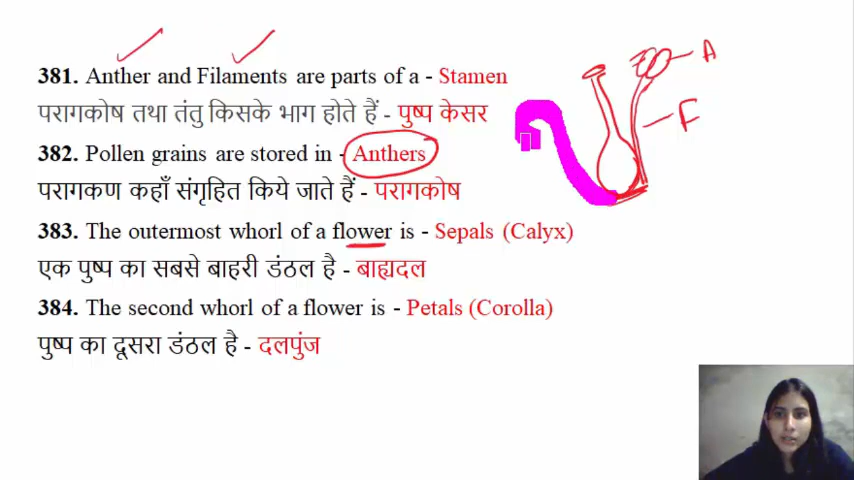 381. Anther and Filaments are parts of a - Stamen
परागकोष तथा तंतु किसके भाग होते हैं - पुष्प केसर
382. Pollen grains are stored in - Anthers
परागकण कहाँ संगृहित किये जाते हैं - परागकोष
383. The outermost whorl of a flower is - Sepals (Calyx)
एक पुष्प का सबसे बाहरी डंठल है - बाह्यदल
384. The second whorl of a flower is - Petals (Corolla)
पुष्प का दूसरा डंठल है - दलपुंज
A
F